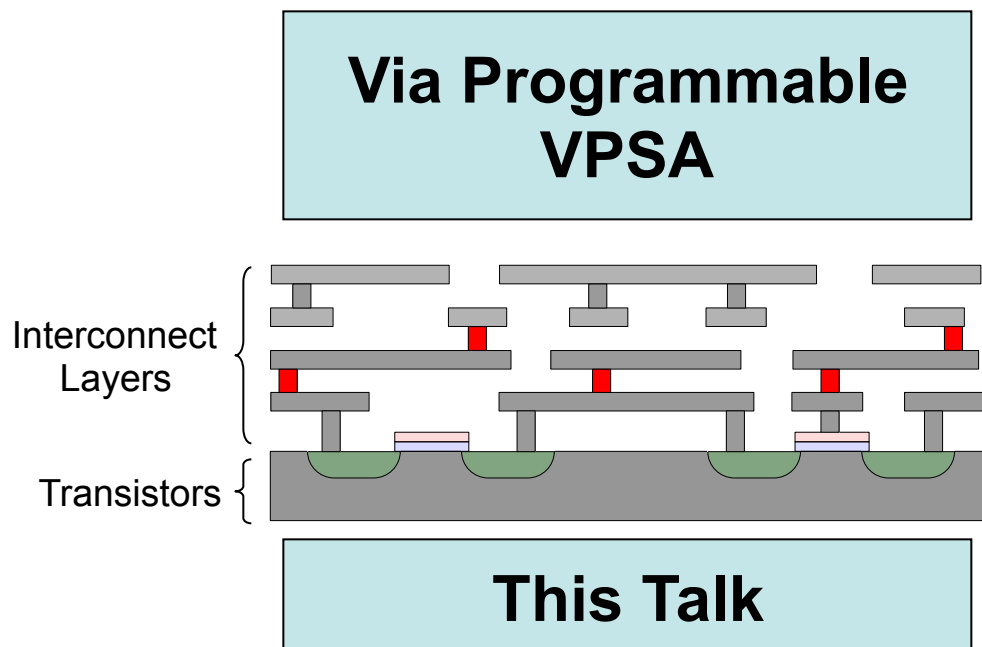 Via Programmable
VPSA
Interconnect
Layers
Transistors
This Talk